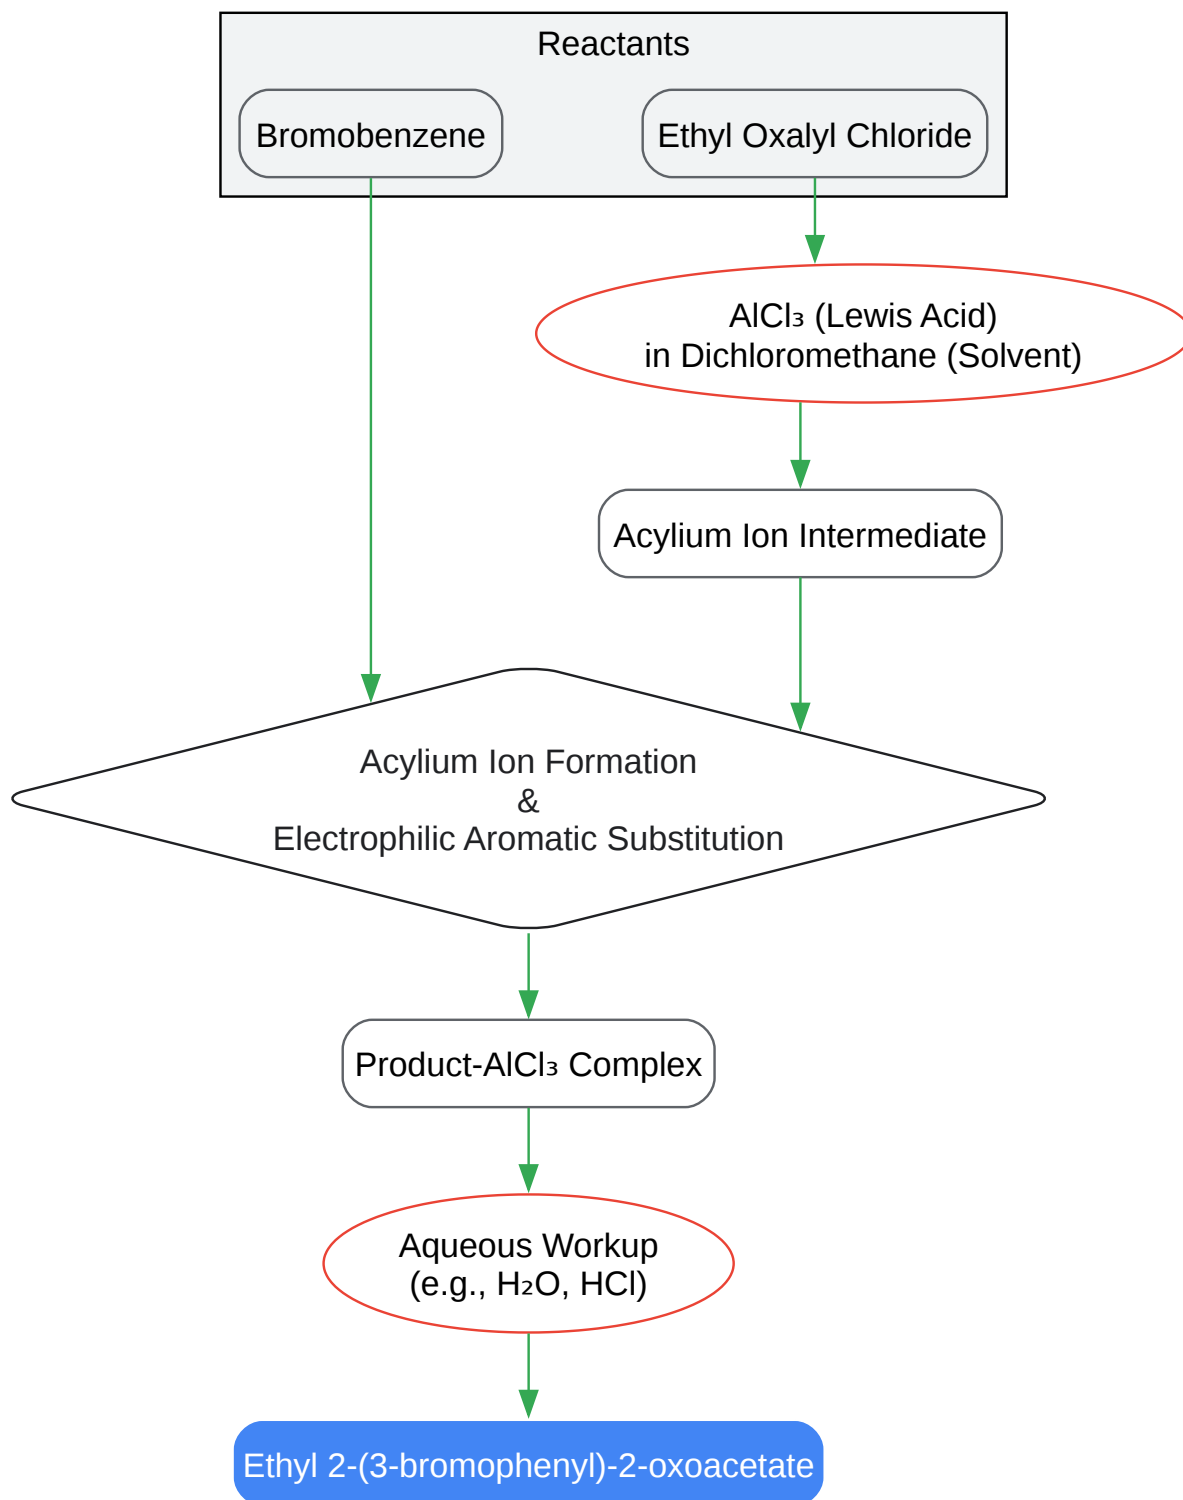 Reactants
Bromobenzene
Ethyl Oxalyl Chloride
AlCl₃ (Lewis Acid)
in Dichloromethane (Solvent)
Acylium Ion Intermediate
Acylium Ion Formation
&
Electrophilic Aromatic Substitution
Product-AlCl₃ Complex
Aqueous Workup
(e.g., H₂O, HCl)
Ethyl 2-(3-bromophenyl)-2-oxoacetate